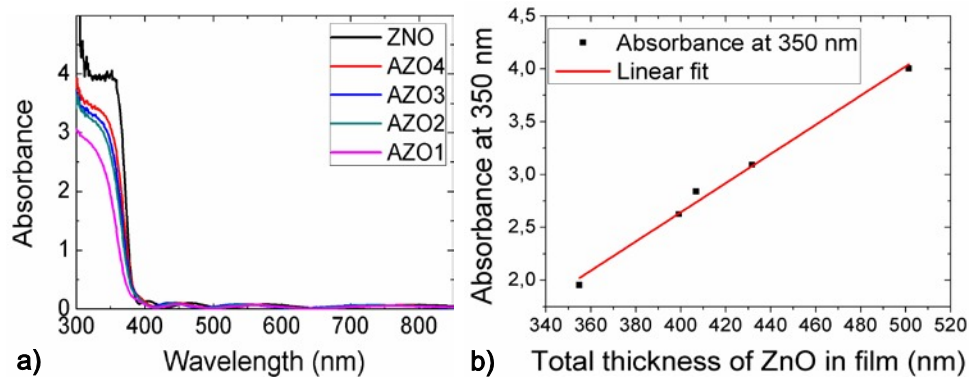 ZNO
AZO4
AZO3
AZO2
AZO1
Absorbance
4
3
2
1
0
300 400 500 600 700 800
Wavelength (nm)
a)
Absorbance at 350 nm
Linear fit
Absorbance at 350 nm
4,5
4,0
3,5
3,0
2,5
2,0
340 360 380 400 420 440 460 480 500 520
Total thickness of ZnO in film (nm)
b)